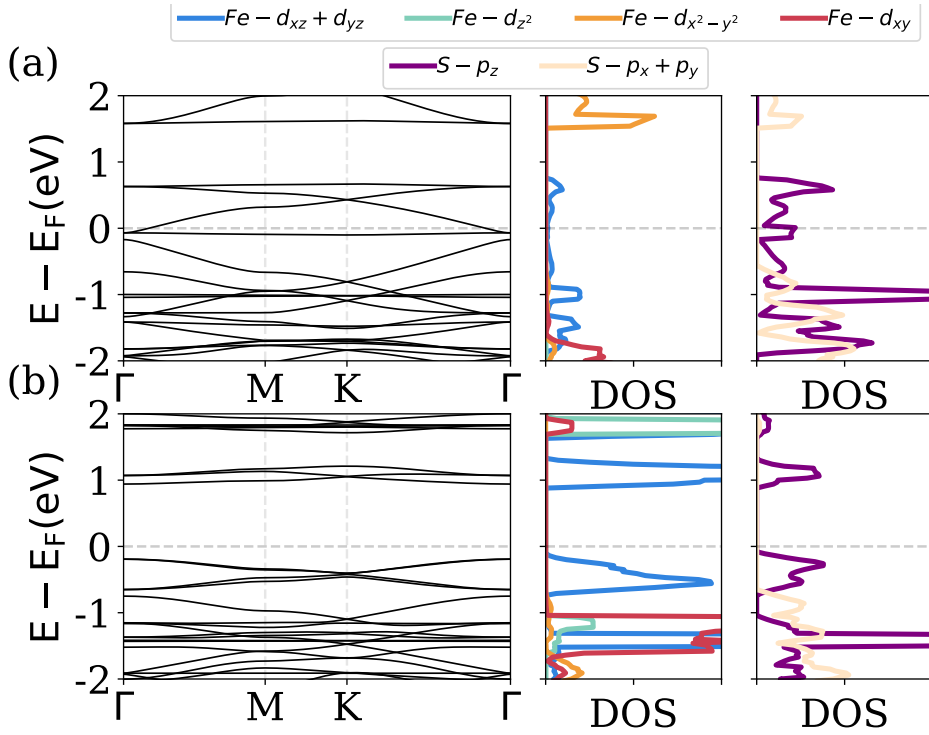 Fe − d_{xz} + d_{yz} Fe − d_{z^2} Fe − d_{x^2−y^2} Fe − d_{xy}
S − p_z S − p_x + p_y
(a)
E − E_F(eV)
2
1
0
-1
-2
Γ M K Γ DOS DOS
(b)
E − E_F(eV)
2
1
0
-1
-2
Γ M K Γ DOS DOS